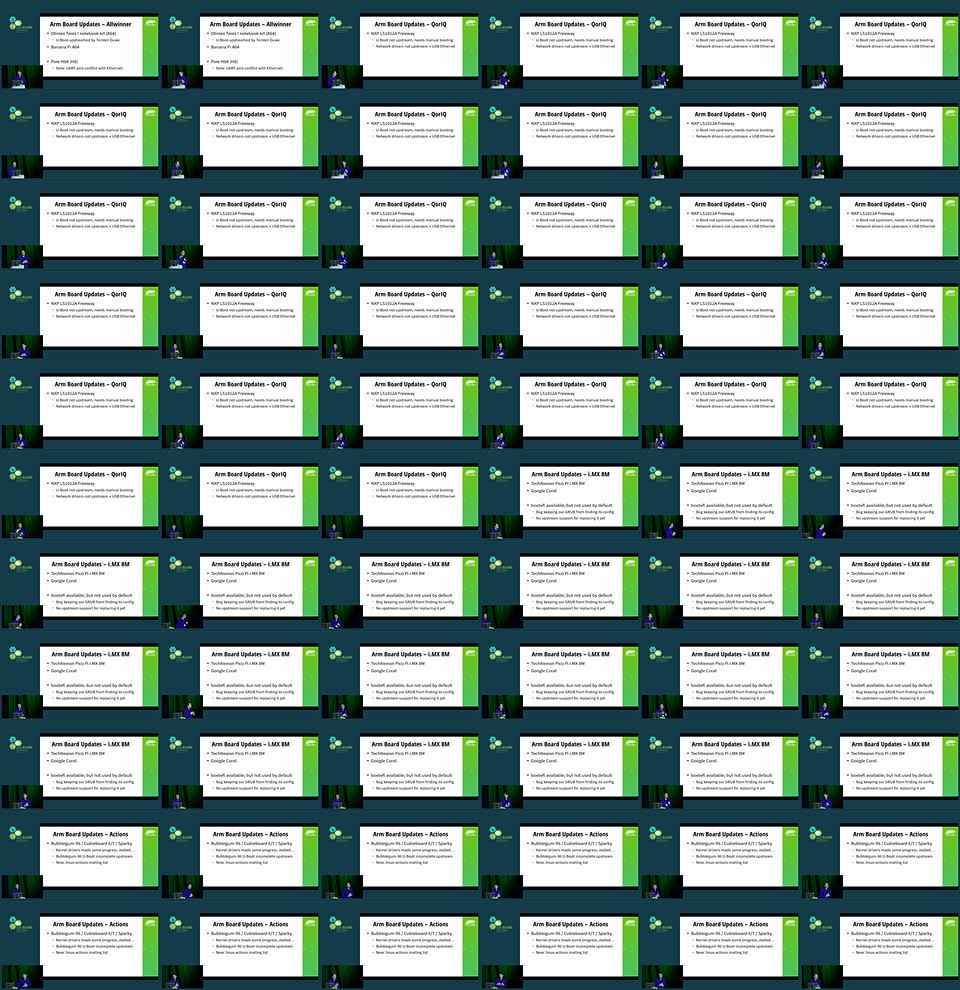 Arm Board Updates – Allwinner
Olimex Teres I notebook kit (A64)
U-Boot upstreamed by Torsten Duwe
Banana Pi A64
Pine H64 (H6)
Note: UART pins conflict with Ethernet!
Arm Board Updates – QorIQ
NXP LS1012A Freeway
U-Boot not upstream, needs manual booting
Network drivers not upstream → USB Ethernet
Arm Board Updates – i.MX 8M
TechNexion Pico Pi i.MX 8M
Google Coral
bootefi available, but not used by default
Bug keeping our GRUB from finding its config
No upstream support for replacing it yet
Arm Board Updates – Actions
Bubblegum-96 / Cubieboard 6/7 / Sparky
Kernel drivers made some progress, stalled...
Bubblegum-96 U-Boot incomplete upstream
New: linux-actions mailing list